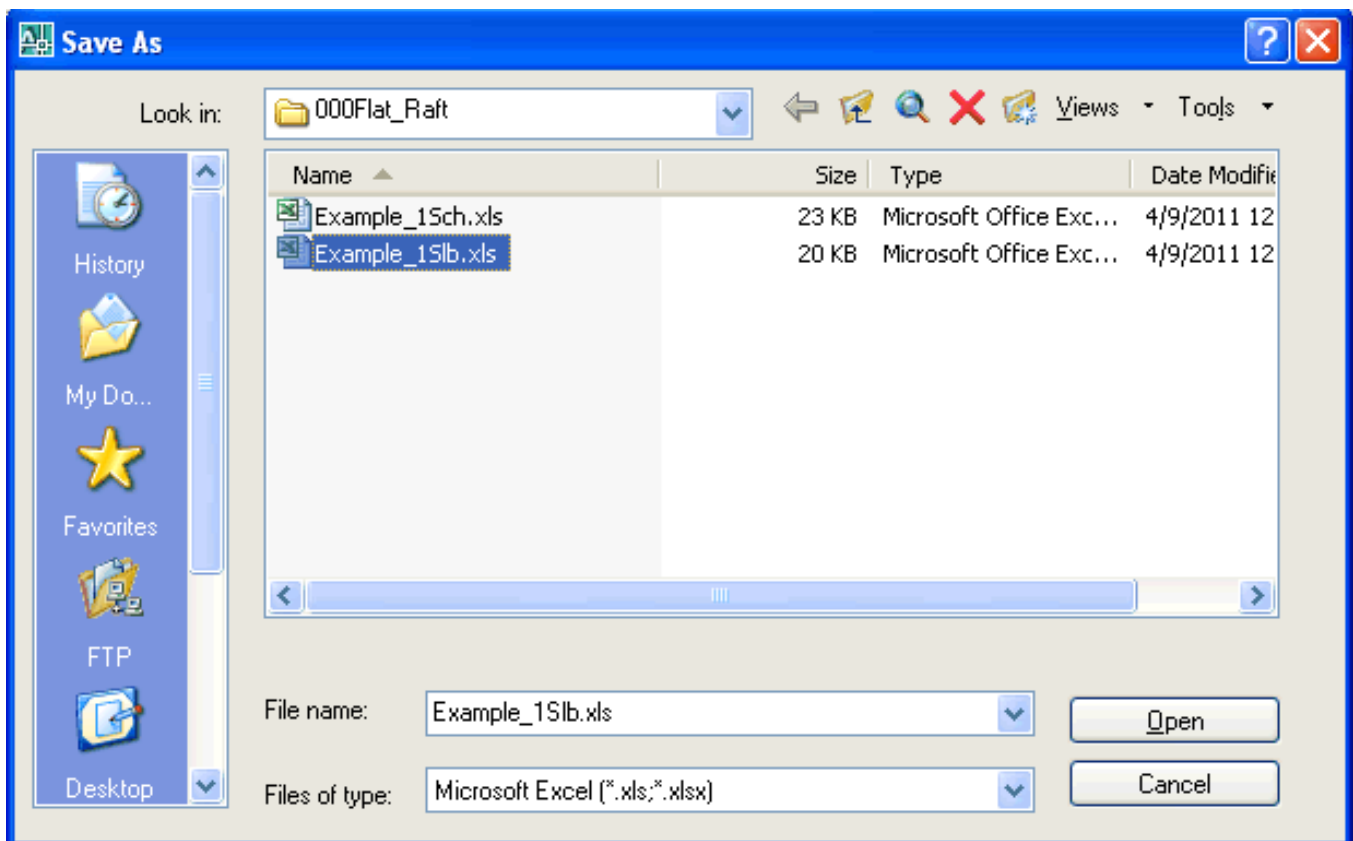 Save As
Look in: 000Flat_Raft Views Tools
Name Size Type Date Modifie
Example_1Sch.xls 23 KB Microsoft Office Exc... 4/9/2011 12
Example_1Slb.xls 20 KB Microsoft Office Exc... 4/9/2011 12
History
My Do...
Favorites
FTP
Desktop
File name: Example_1Slb.xls Open
Files of type: Microsoft Excel (*.xls;*.xlsx) Cancel